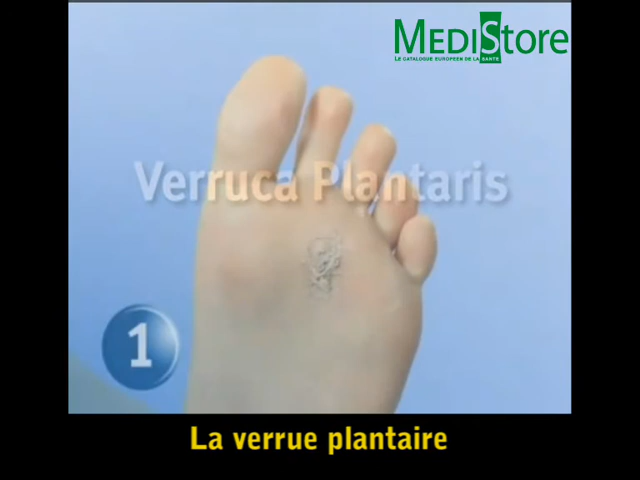 MEDISTORE
LE CATALOGUE EUROPEEN DE LA SANTE
Verruca Plantaris
1
La verrue plantaire